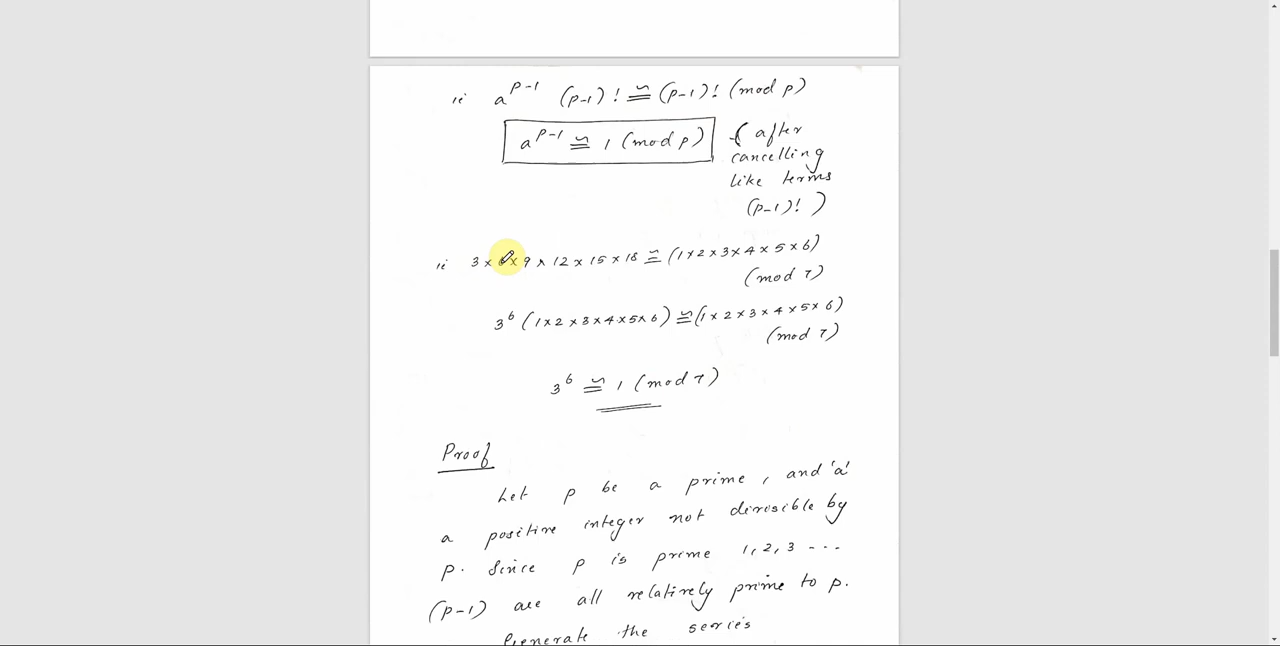 ie a^{p-1} (p-1)! ≌ (p-1)! (mod p)
a^{p-1} ≌ 1 (mod p) (after
cancelling
like terms
(p-1)! )
ie 3 × 6 × 9 × 12 × 15 × 18 ≌ (1×2×3×4×5×6)
(mod 7)
3^6 (1×2×3×4×5×6) ≌ (1×2×3×4×5×6)
(mod 7)
3^6 ≌ 1 (mod 7)
Proof
Let p be a prime, and 'a'
a positive integer not divisible by
p. Since p is prime 1, 2, 3 ---
(p-1) are all relatively prime to p.
Generate the series